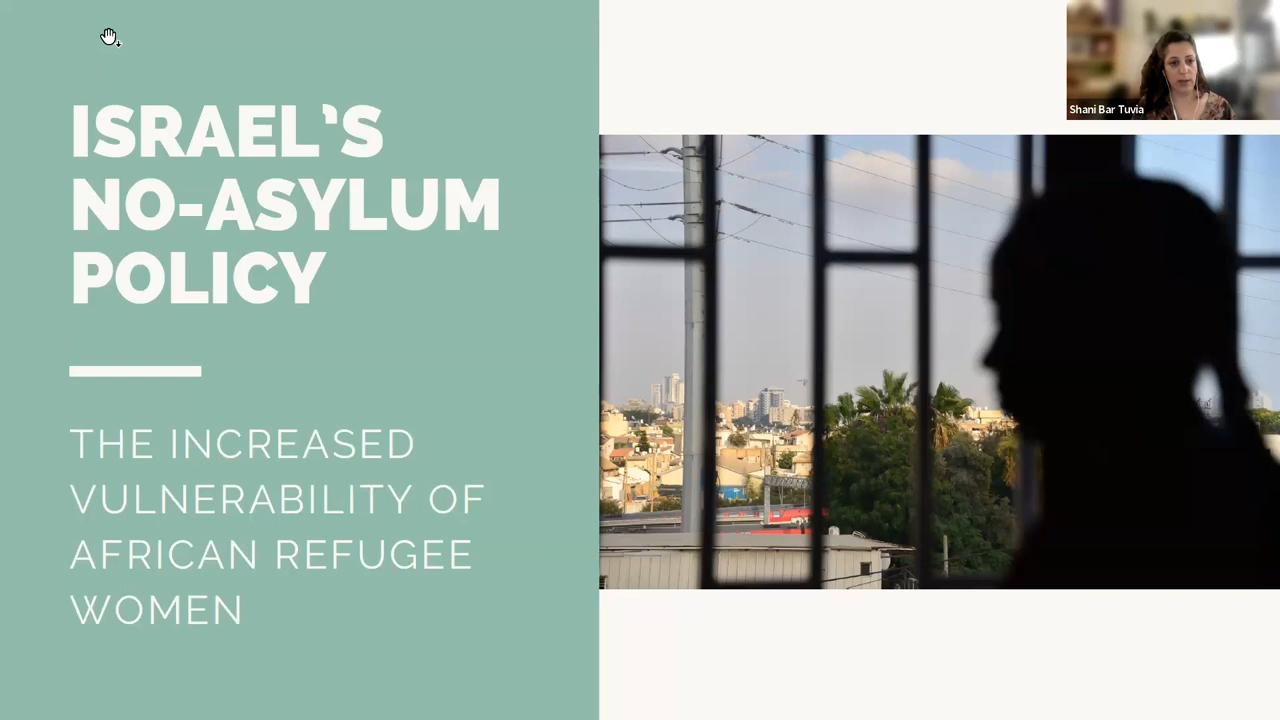 ISRAEL'S
NO-ASYLUM
POLICY
THE INCREASED
VULNERABILITY OF
AFRICAN REFUGEE
WOMEN
Shani Bar Tuvia